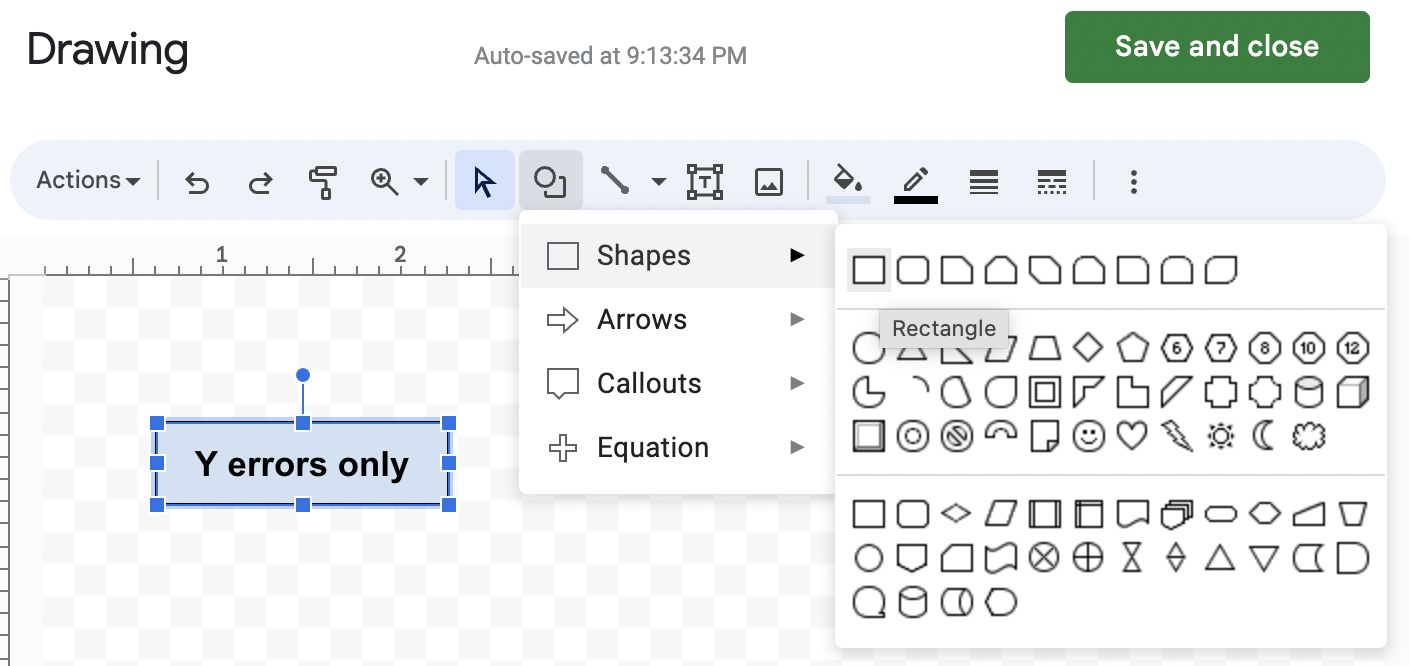 Drawing
Auto-saved at 9:13:34 PM
Save and close
Actions
T
1 2
Shapes
Arrows
Callouts
Equation
Rectangle
6 7 8 10 12
Y errors only